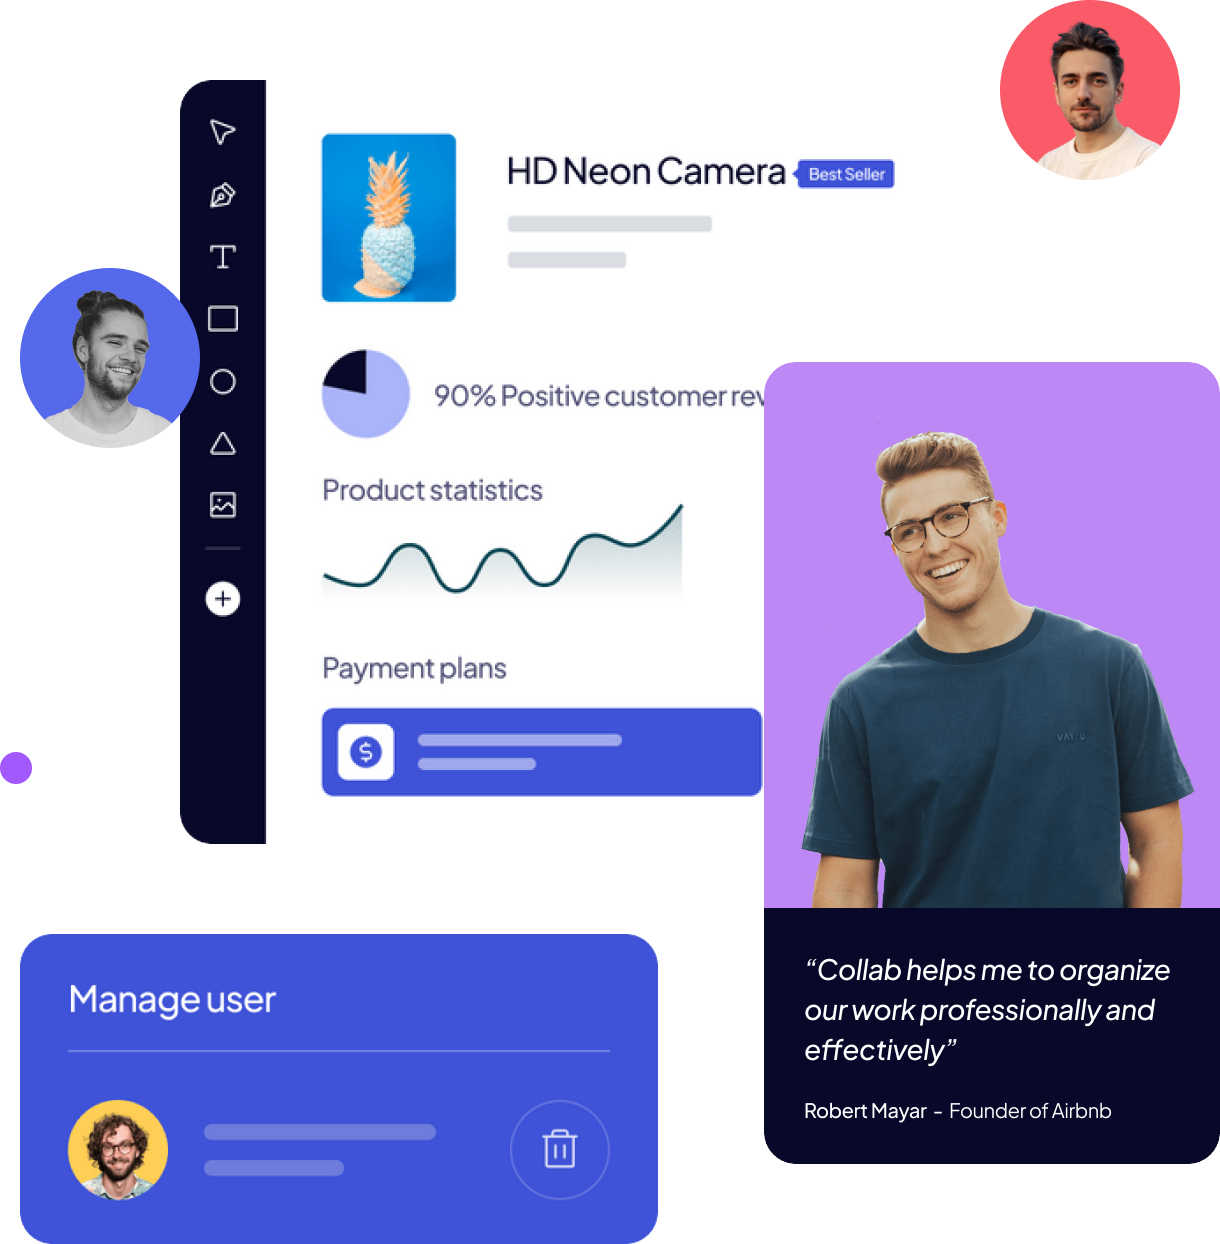 HD Neon Camera
Best Seller
90% Positive customer rev
Product statistics
Payment plans
$
“Collab helps me to organize
our work professionally and
effectively”
Robert Mayar - Founder of Airbnb
Manage user